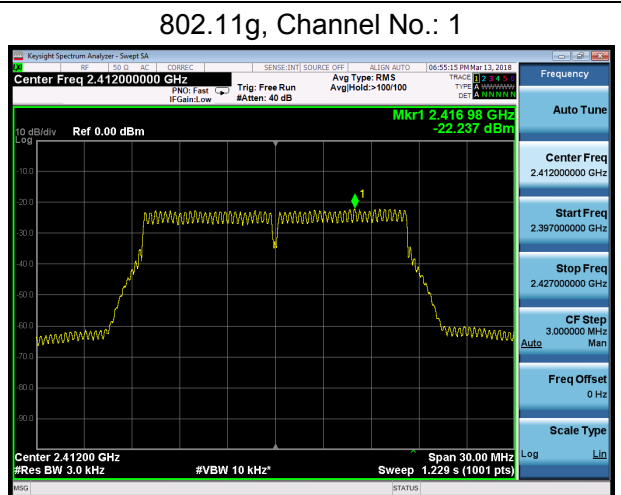 802.11g, Channel No.: 1
Keysight Spectrum Analyzer - Swept SA
RF 50 Ω AC CORREC SENSE:INT SOURCE OFF ALIGN AUTO 06:55:15 PM Mar 13, 2018
Center Freq 2.412000000 GHz
PNO: Fast
IFGain:Low
Trig: Free Run
#Atten: 40 dB
Avg Type: RMS
Avg|Hold:>100/100
TRACE 1 2 3 4 5 6
TYPE A WWWWW
DET A N N N N N
Frequency
Mkr1 2.416 98 GHz
-22.237 dBm
10 dB/div Ref 0.00 dBm
Log
1
-10.0
-20.0
-30.0
-40.0
-50.0
-60.0
-70.0
-80.0
-90.0
Center 2.41200 GHz Span 30.00 MHz
#Res BW 3.0 kHz #VBW 10 kHz* Sweep 1.229 s (1001 pts)
MSG STATUS
Auto Tune
Center Freq
2.412000000 GHz
Start Freq
2.397000000 GHz
Stop Freq
2.427000000 GHz
CF Step
3.000000 MHz
Auto Man
Freq Offset
0 Hz
Scale Type
Log Lin